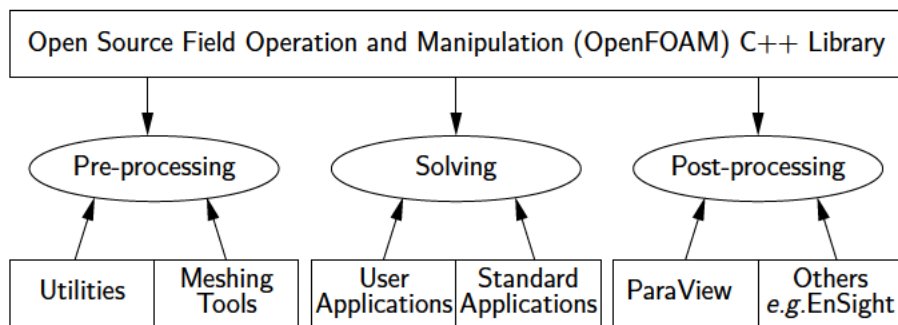 Open Source Field Operation and Manipulation (OpenFOAM) C++ Library
Pre-processing
Solving
Post-processing
Utilities
Meshing
Tools
User
Applications
Standard
Applications
ParaView
Others
e.g.EnSight